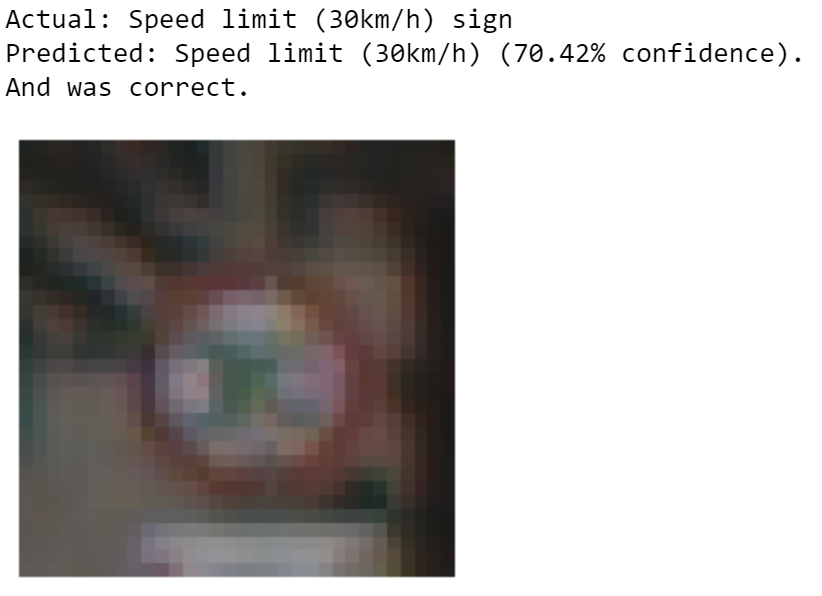 Actual: Speed limit (30km/h) sign
Predicted: Speed limit (30km/h) (70.42% confidence).
And was correct.